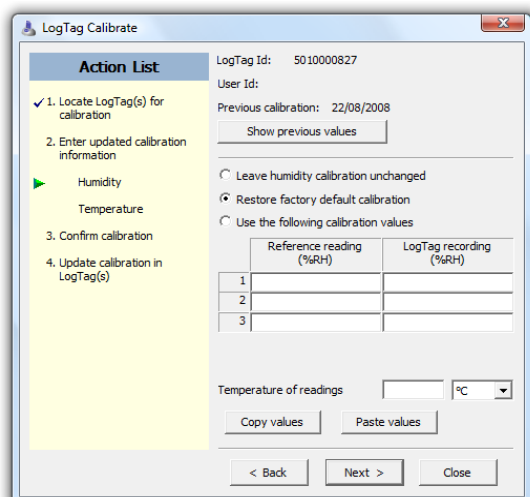 LogTag Calibrate
Action List
1. Locate LogTag(s) for
calibration
2. Enter updated calibration
information
Humidity
Temperature
3. Confirm calibration
4. Update calibration in
LogTag(s)
LogTag Id: 5010000827
User Id:
Previous calibration: 22/08/2008
Show previous values
Leave humidity calibration unchanged
Restore factory default calibration
Use the following calibration values
Reference reading
(%RH)
LogTag recording
(%RH)
1
2
3
Temperature of readings
ºC
Copy values
Paste values
< Back
Next >
Close